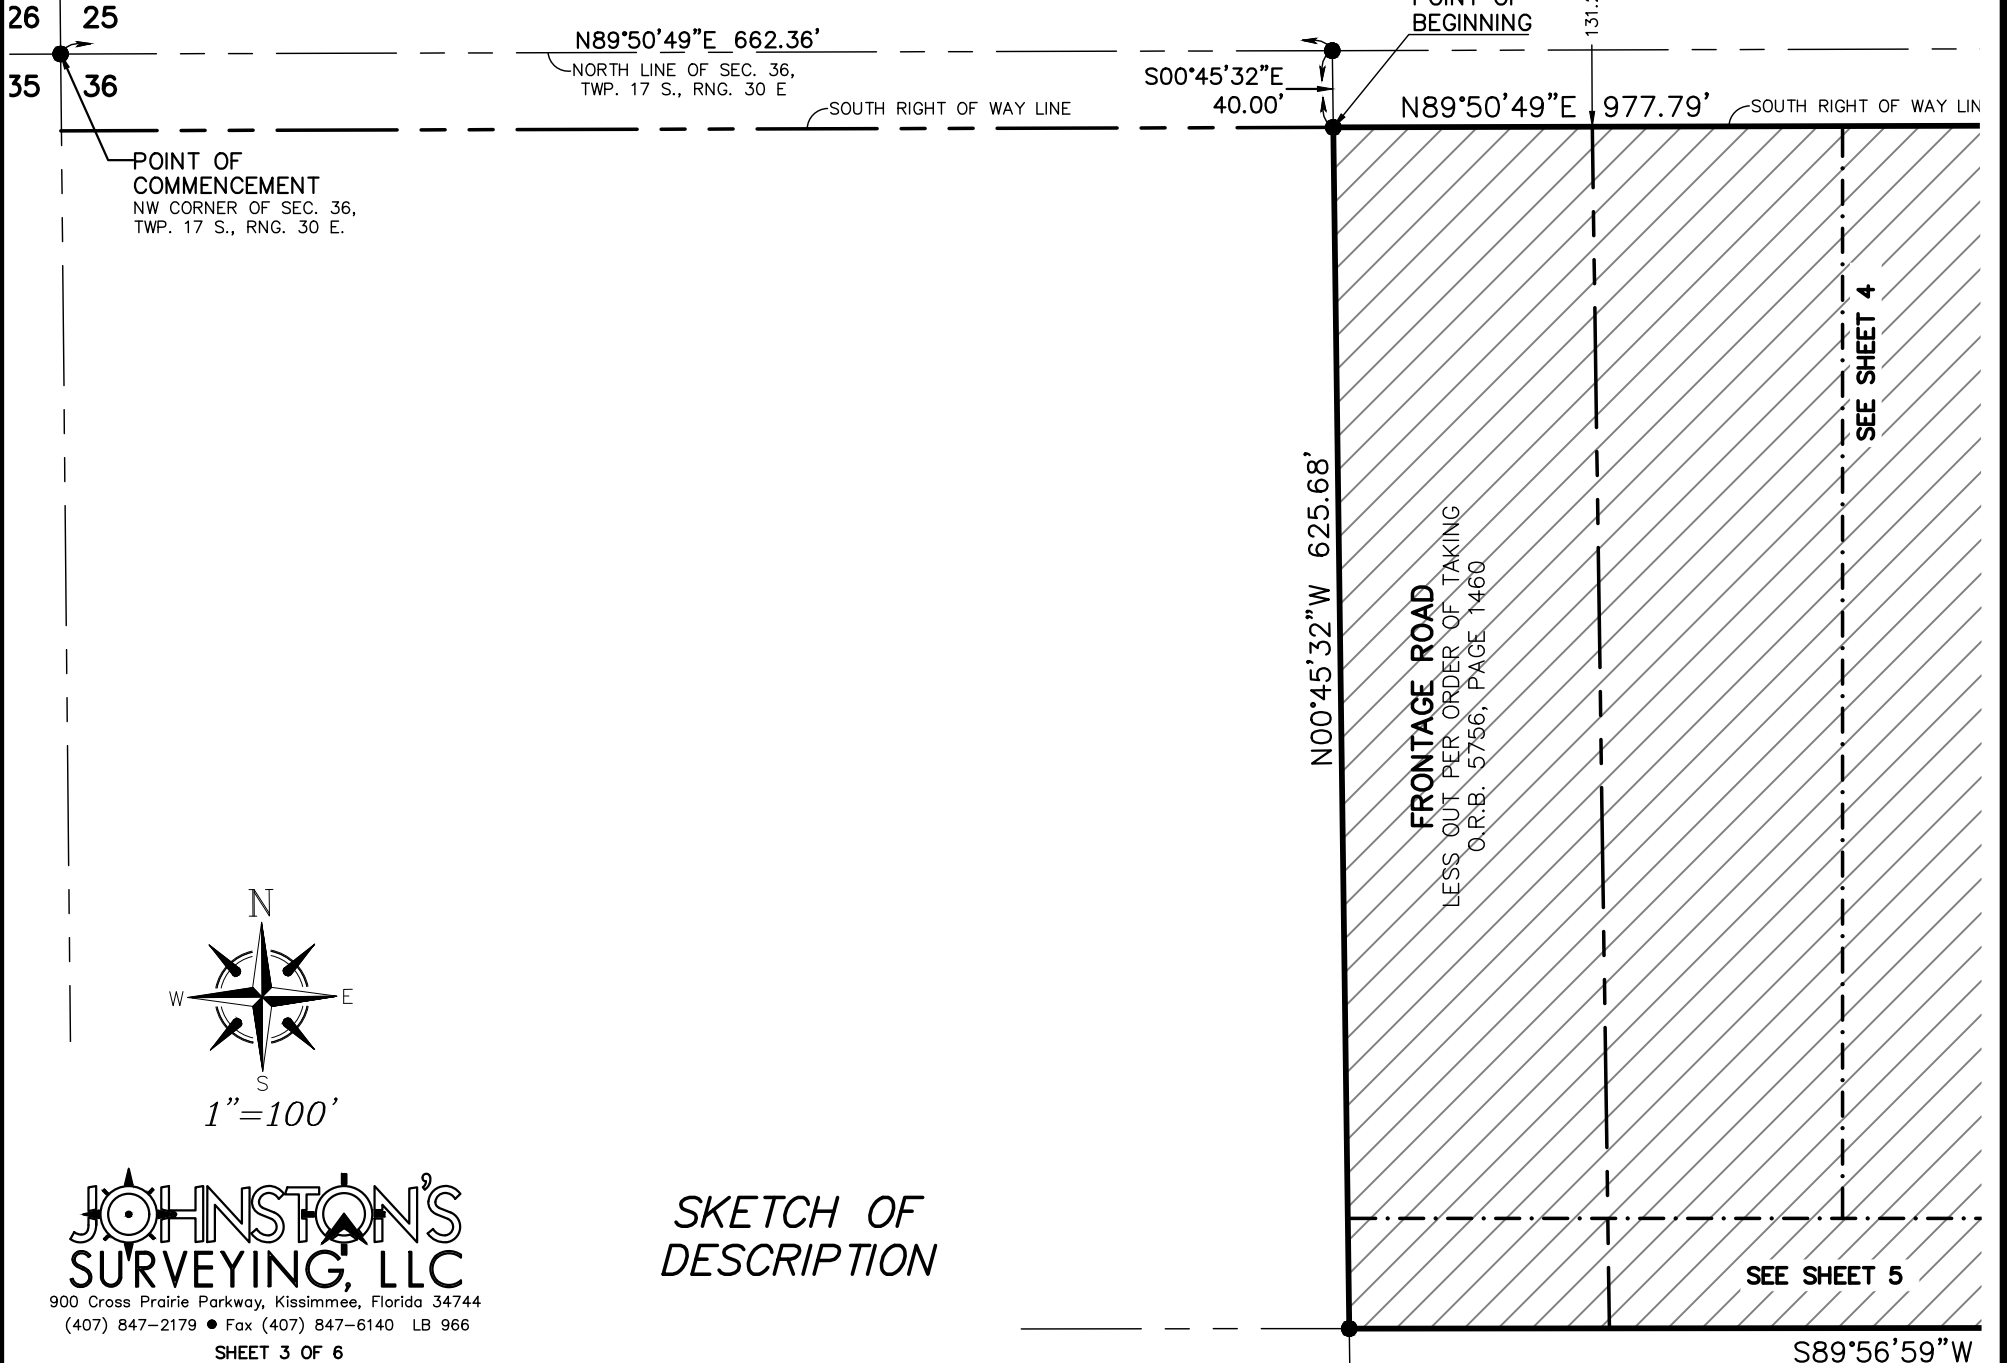 26 25
35 36
N89°50'49"E 662.36'
NORTH LINE OF SEC. 36,
TWP. 17 S., RNG. 30 E
SOUTH RIGHT OF WAY LINE
POINT OF
COMMENCEMENT
NW CORNER OF SEC. 36,
TWP. 17 S., RNG. 30 E.
POINT OF
BEGINNING
S00°45'32"E
40.00'
N89°50'49"E 977.79'
SOUTH RIGHT OF WAY LIN
N00°45'32"W 625.68'
FRONTAGE ROAD
LESS OUT PER ORDER OF TAKING
O.R.B. 5756, PAGE 1460
SEE SHEET 4
N
W E
S
1"=100'
JOHNSTON'S
SURVEYING, LLC
900 Cross Prairie Parkway, Kissimmee, Florida 34744
(407) 847-2179 ● Fax (407) 847-6140 LB 966
SHEET 3 OF 6
SKETCH OF
DESCRIPTION
SEE SHEET 5
S89°56'59"W